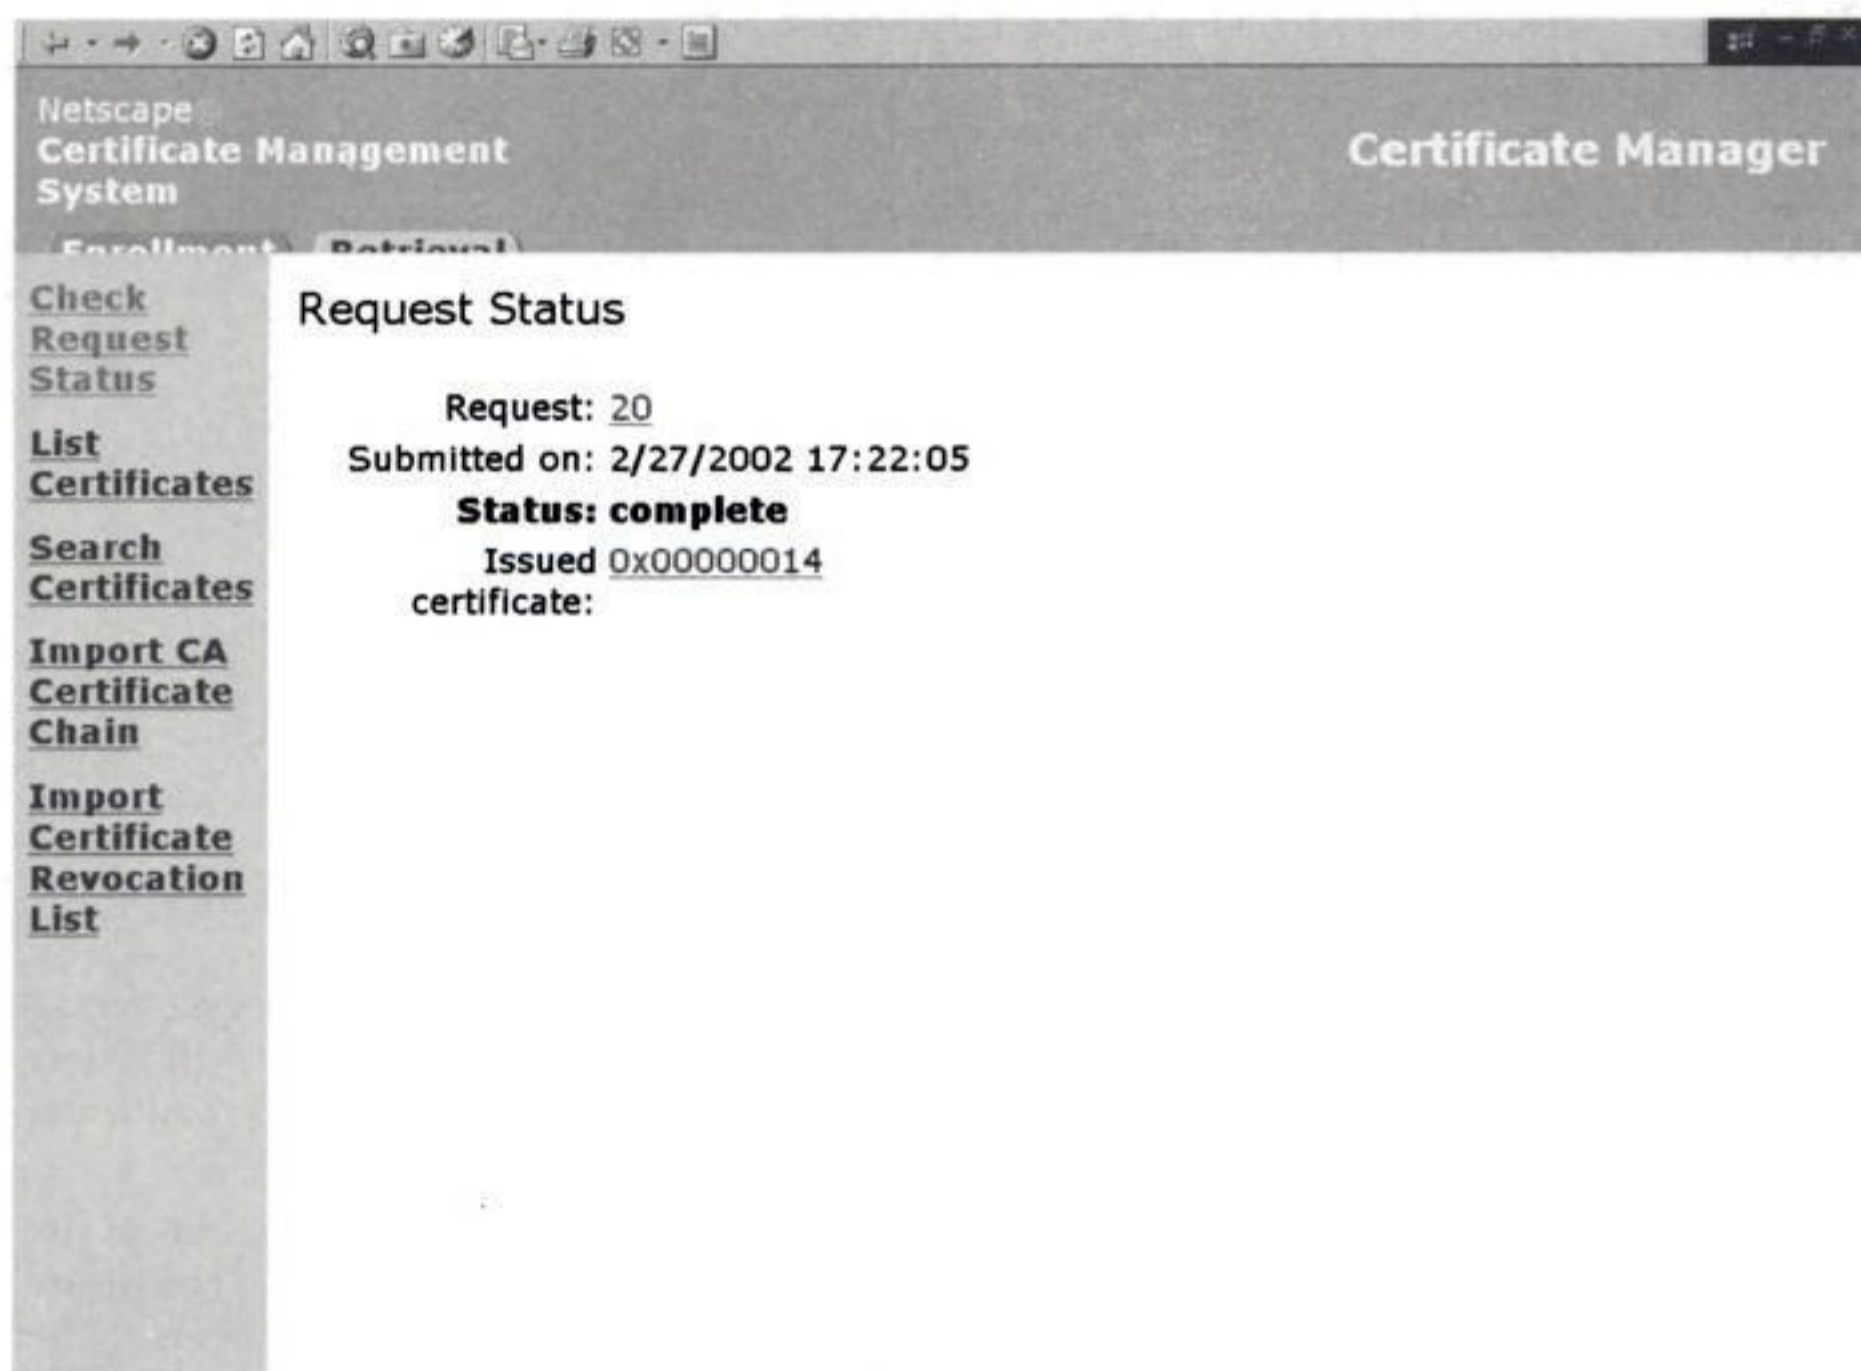 Netscape
Certificate Management
System
Certificate Manager
Enrollment
Retrieval
Check
Request
Status
List
Certificates
Search
Certificates
Import CA
Certificate
Chain
Import
Certificate
Revocation
List
Request Status
Request: 20
Submitted on: 2/27/2002 17:22:05
Status: complete
Issued 0x00000014
certificate: